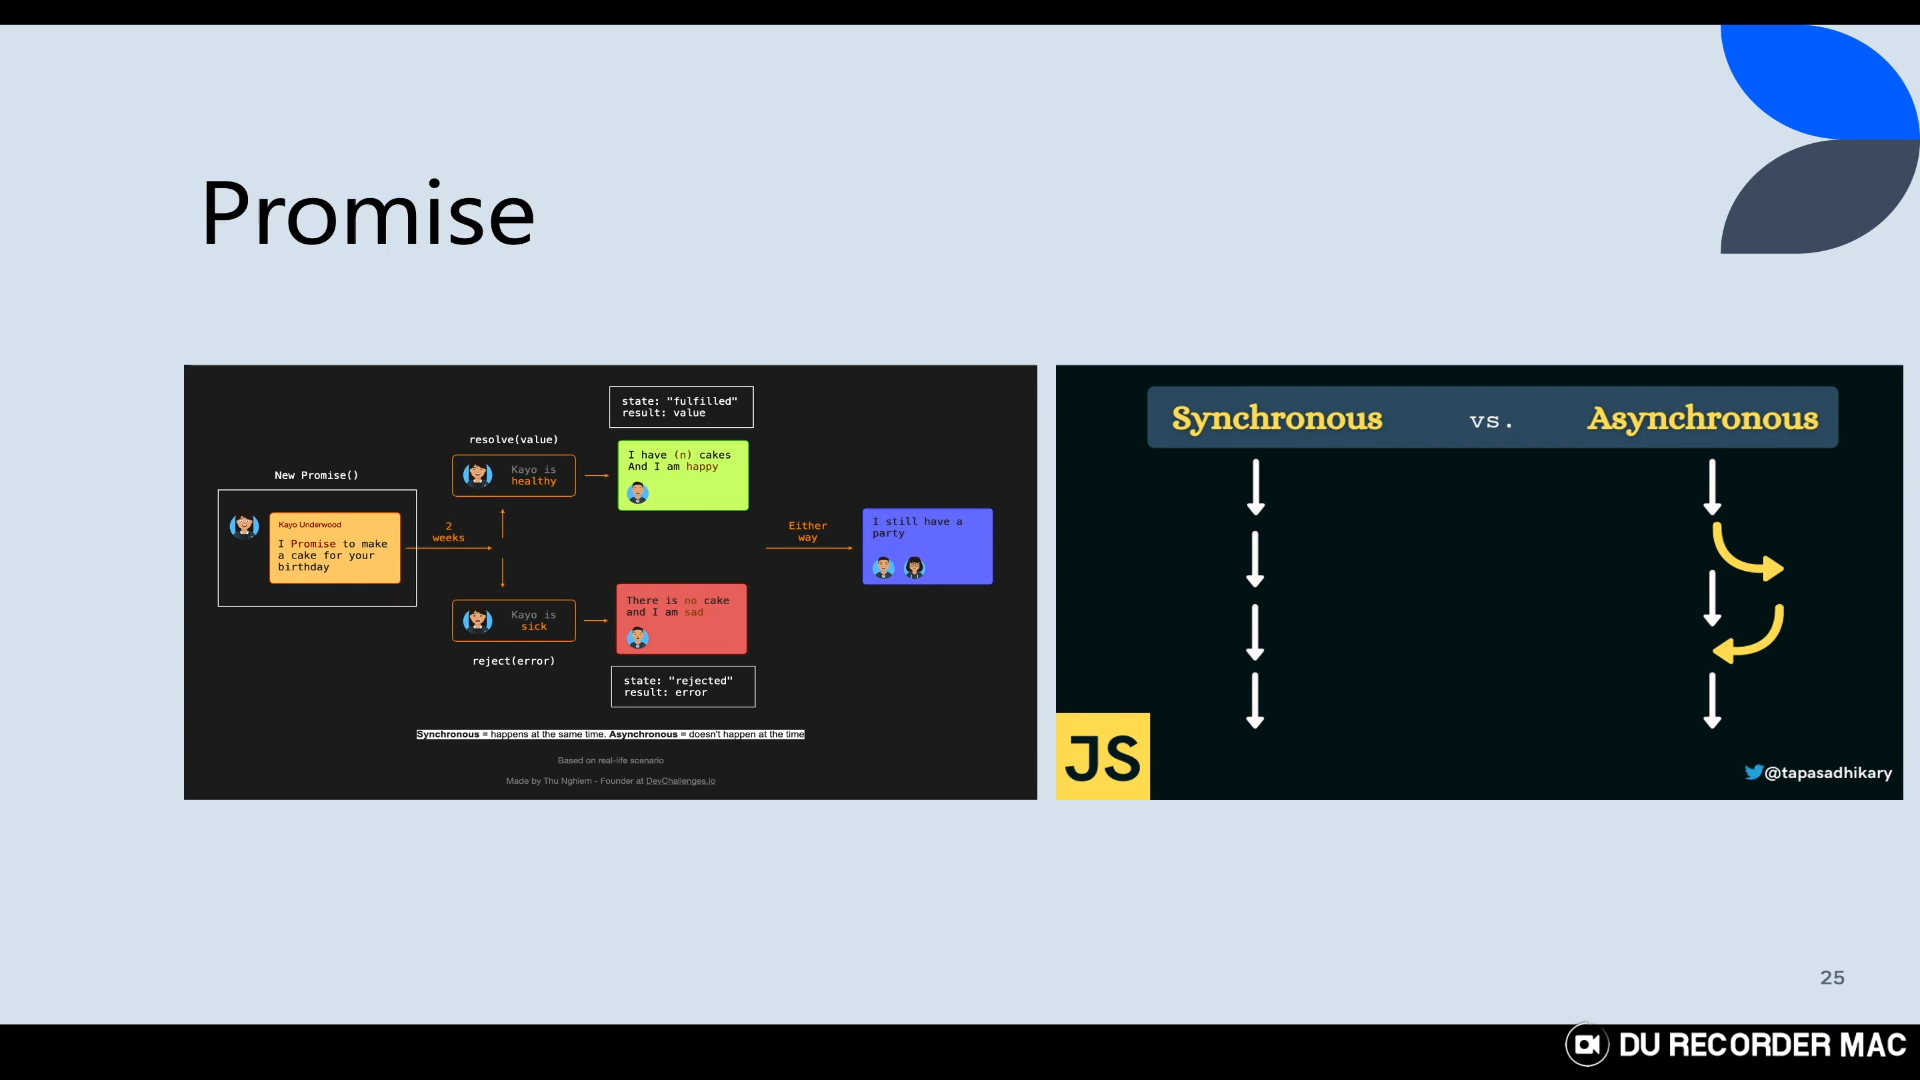 Promise
state: "fulfilled"
result: value
resolve(value)
Kayo is
healthy
I have (n) cakes
And I am happy
New Promise()
Kayo Underwood
I Promise to make
a cake for your
birthday
2
weeks
Either
way
I still have a
party
Kayo is
sick
There is no cake
and I am sad
reject(error)
state: "rejected"
result: error
Synchronous = happens at the same time. Asynchronous = doesn't happen at the time
Based on real-life scenario
Made by Thu Nghiem - Founder at DevChallenges.io
Synchronous vs. Asynchronous
JS
@tapasadhikary
25
DU RECORDER MAC